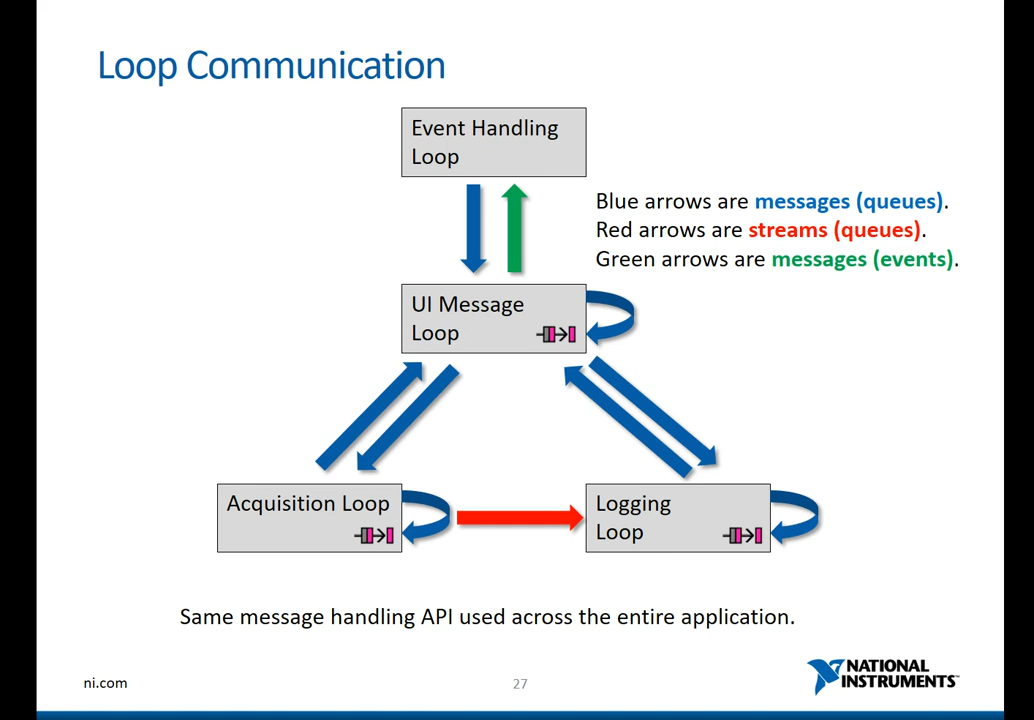 Loop Communication
Event Handling
Loop
Blue arrows are messages (queues).
Red arrows are streams (queues).
Green arrows are messages (events).
UI Message
Loop
Acquisition Loop
Logging
Loop
Same message handling API used across the entire application.
ni.com
27
NATIONAL
INSTRUMENTS™